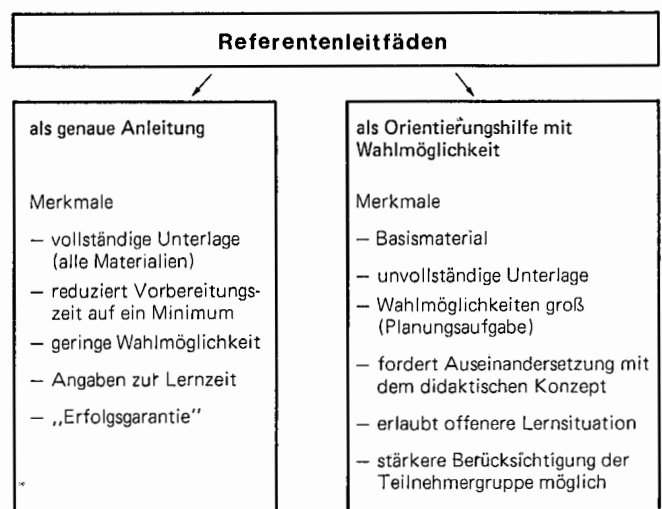 Referentenleitfäden
als genaue Anleitung
Merkmale
— vollständige Unterlage
(alle Materialien)
— reduziert Vorbereitungs-
zeit auf ein Minimum
— geringe Wahlmöglichkeit
— Angaben zur Lernzeit
— ,,Erfolgsgarantie"
als Orientierungshilfe mit
Wahlmöglichkeit
Merkmale
— Basismaterial
— unvollständige Unterlage
— Wahlmöglichkeiten groß
(Planungsaufgabe)
— fordert Auseinandersetzung mit
dem didaktischen Konzept
— erlaubt offenere Lernsituation
— stärkere Berücksichtigung der
Teilnehmergruppe möglich